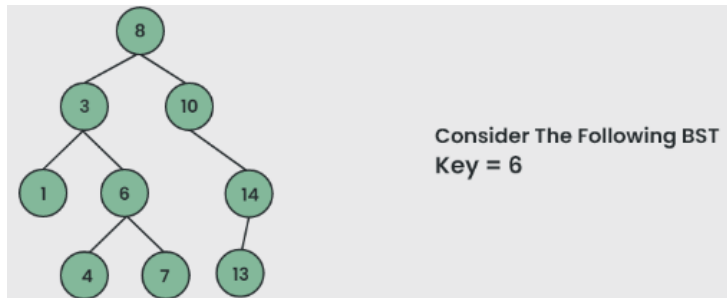 8
3 10
Consider The Following BST
Key = 6
1 6 14
4 7 13